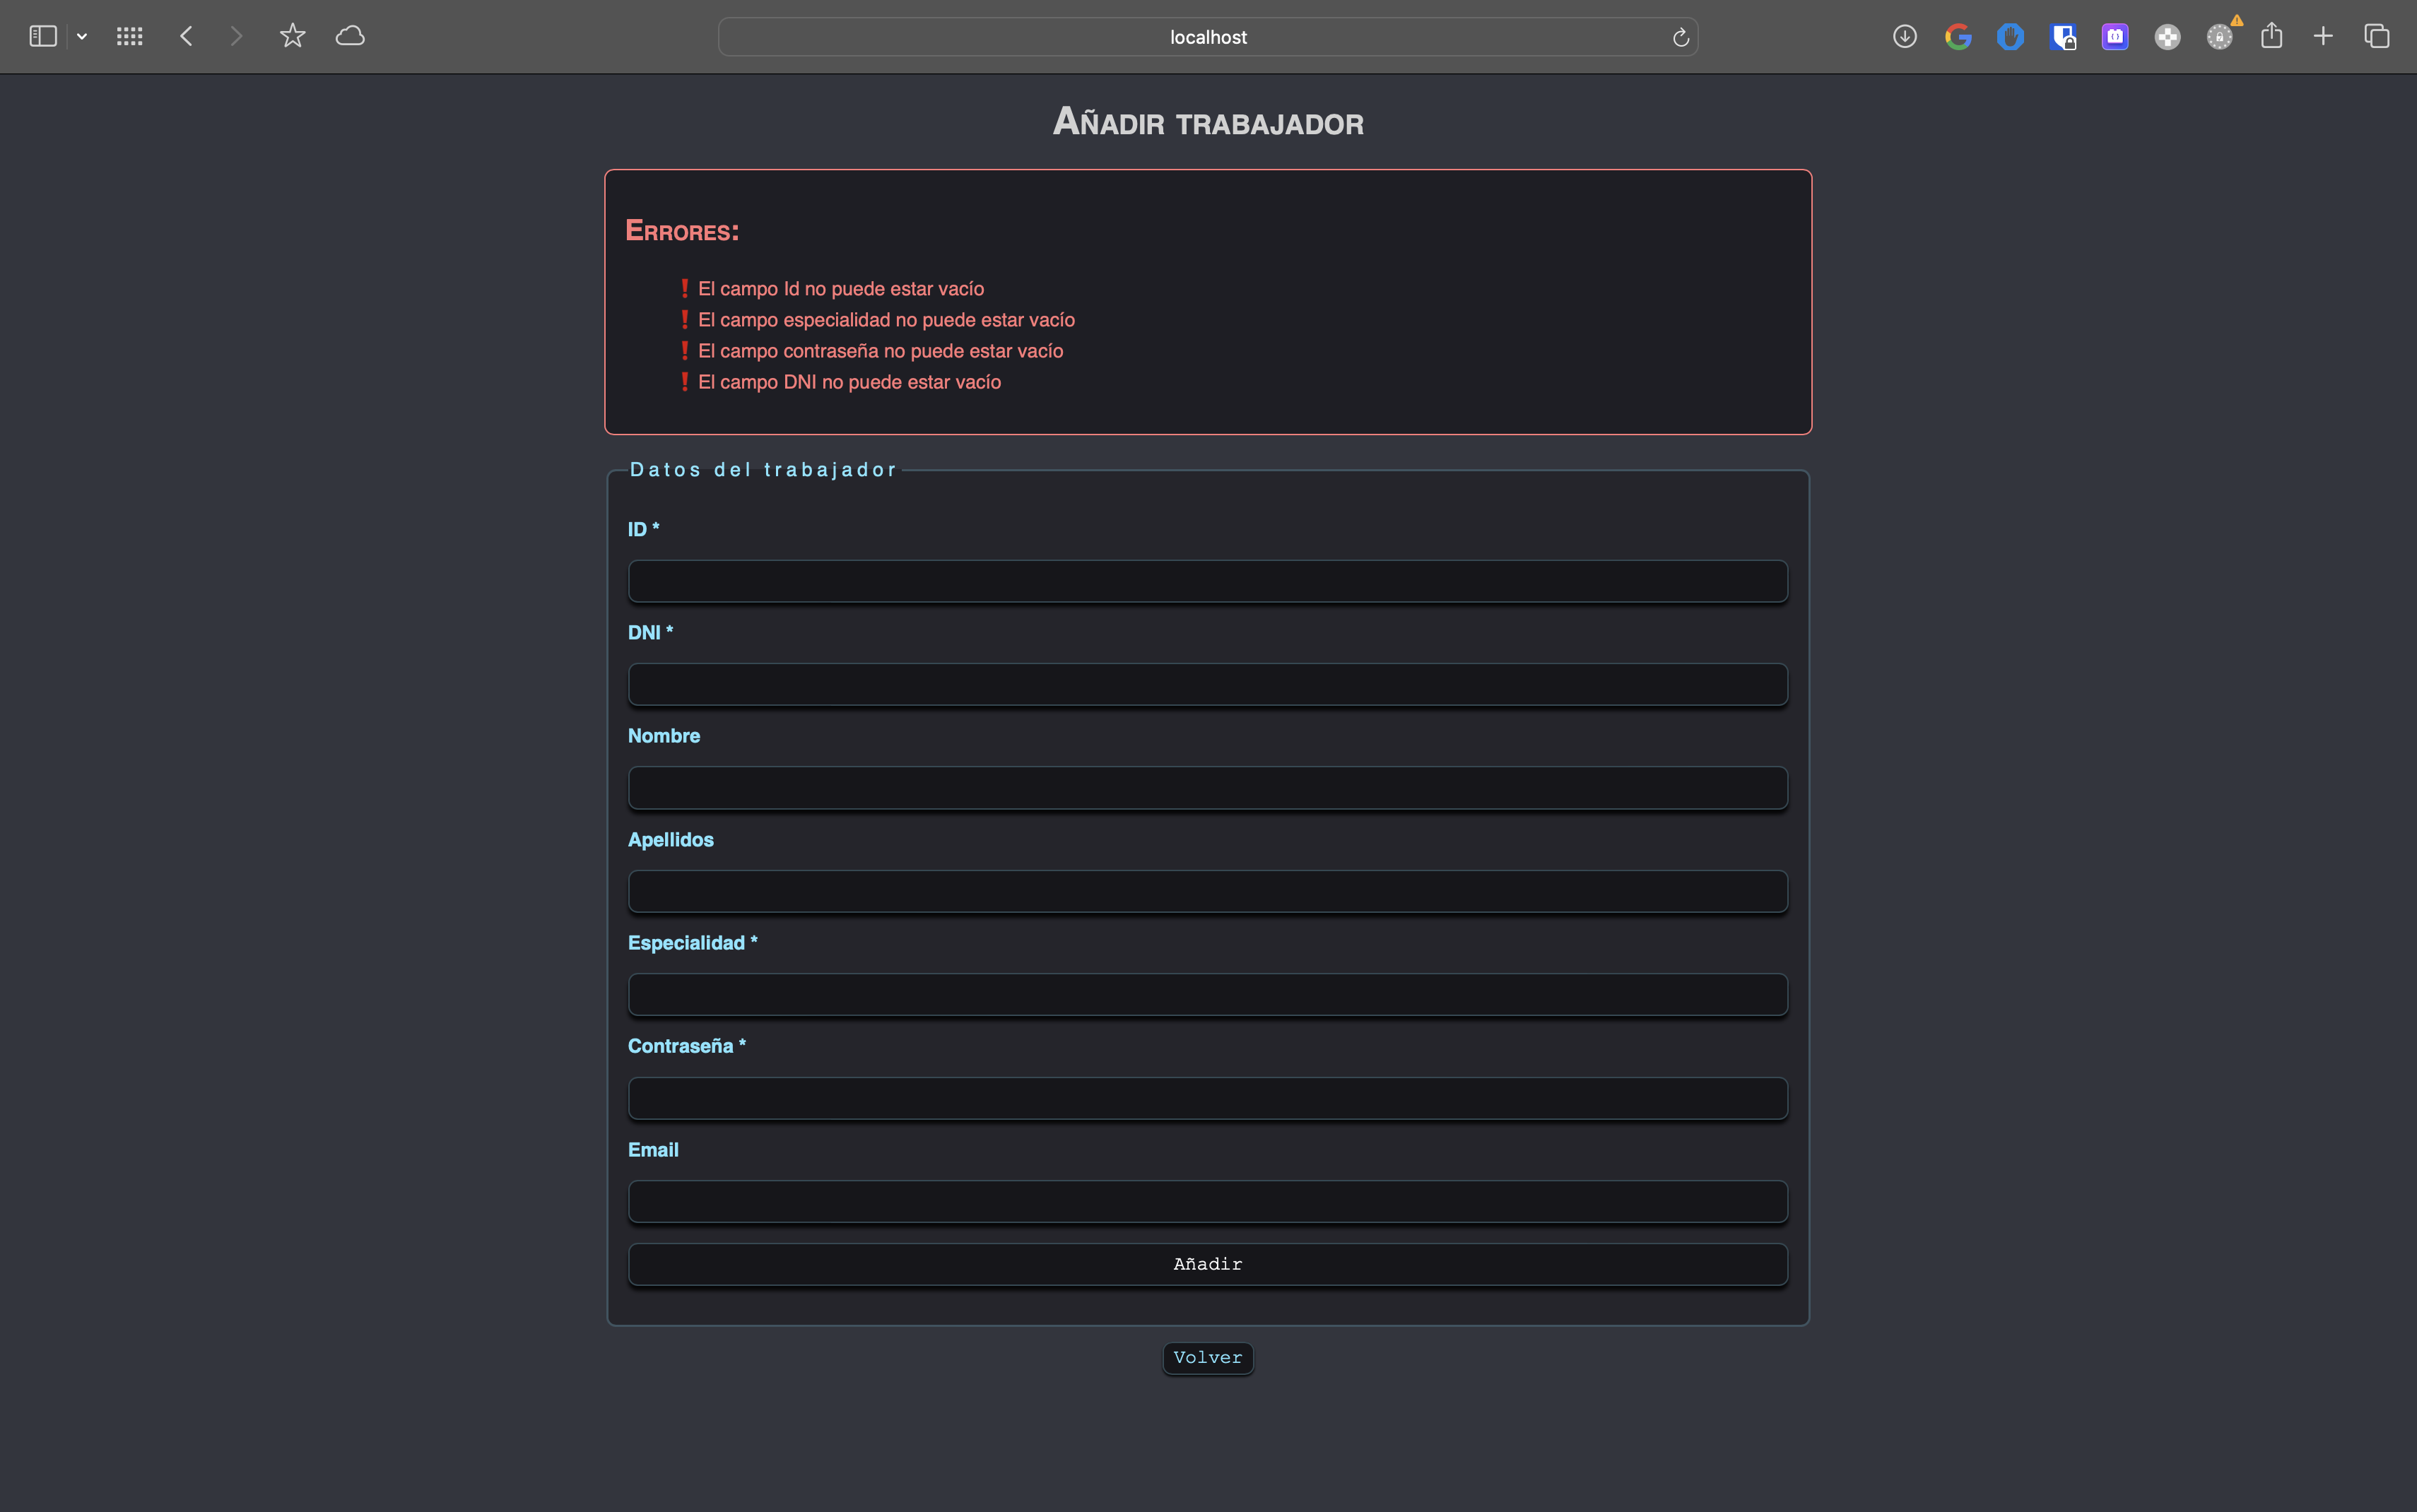 localhost
Añadir trabajador
Errores:
❗ El campo Id no puede estar vacío
❗ El campo especialidad no puede estar vacío
❗ El campo contraseña no puede estar vacío
❗ El campo DNI no puede estar vacío
Datos del trabajador
ID *
DNI *
Nombre
Apellidos
Especialidad *
Contraseña *
Email
Añadir
Volver